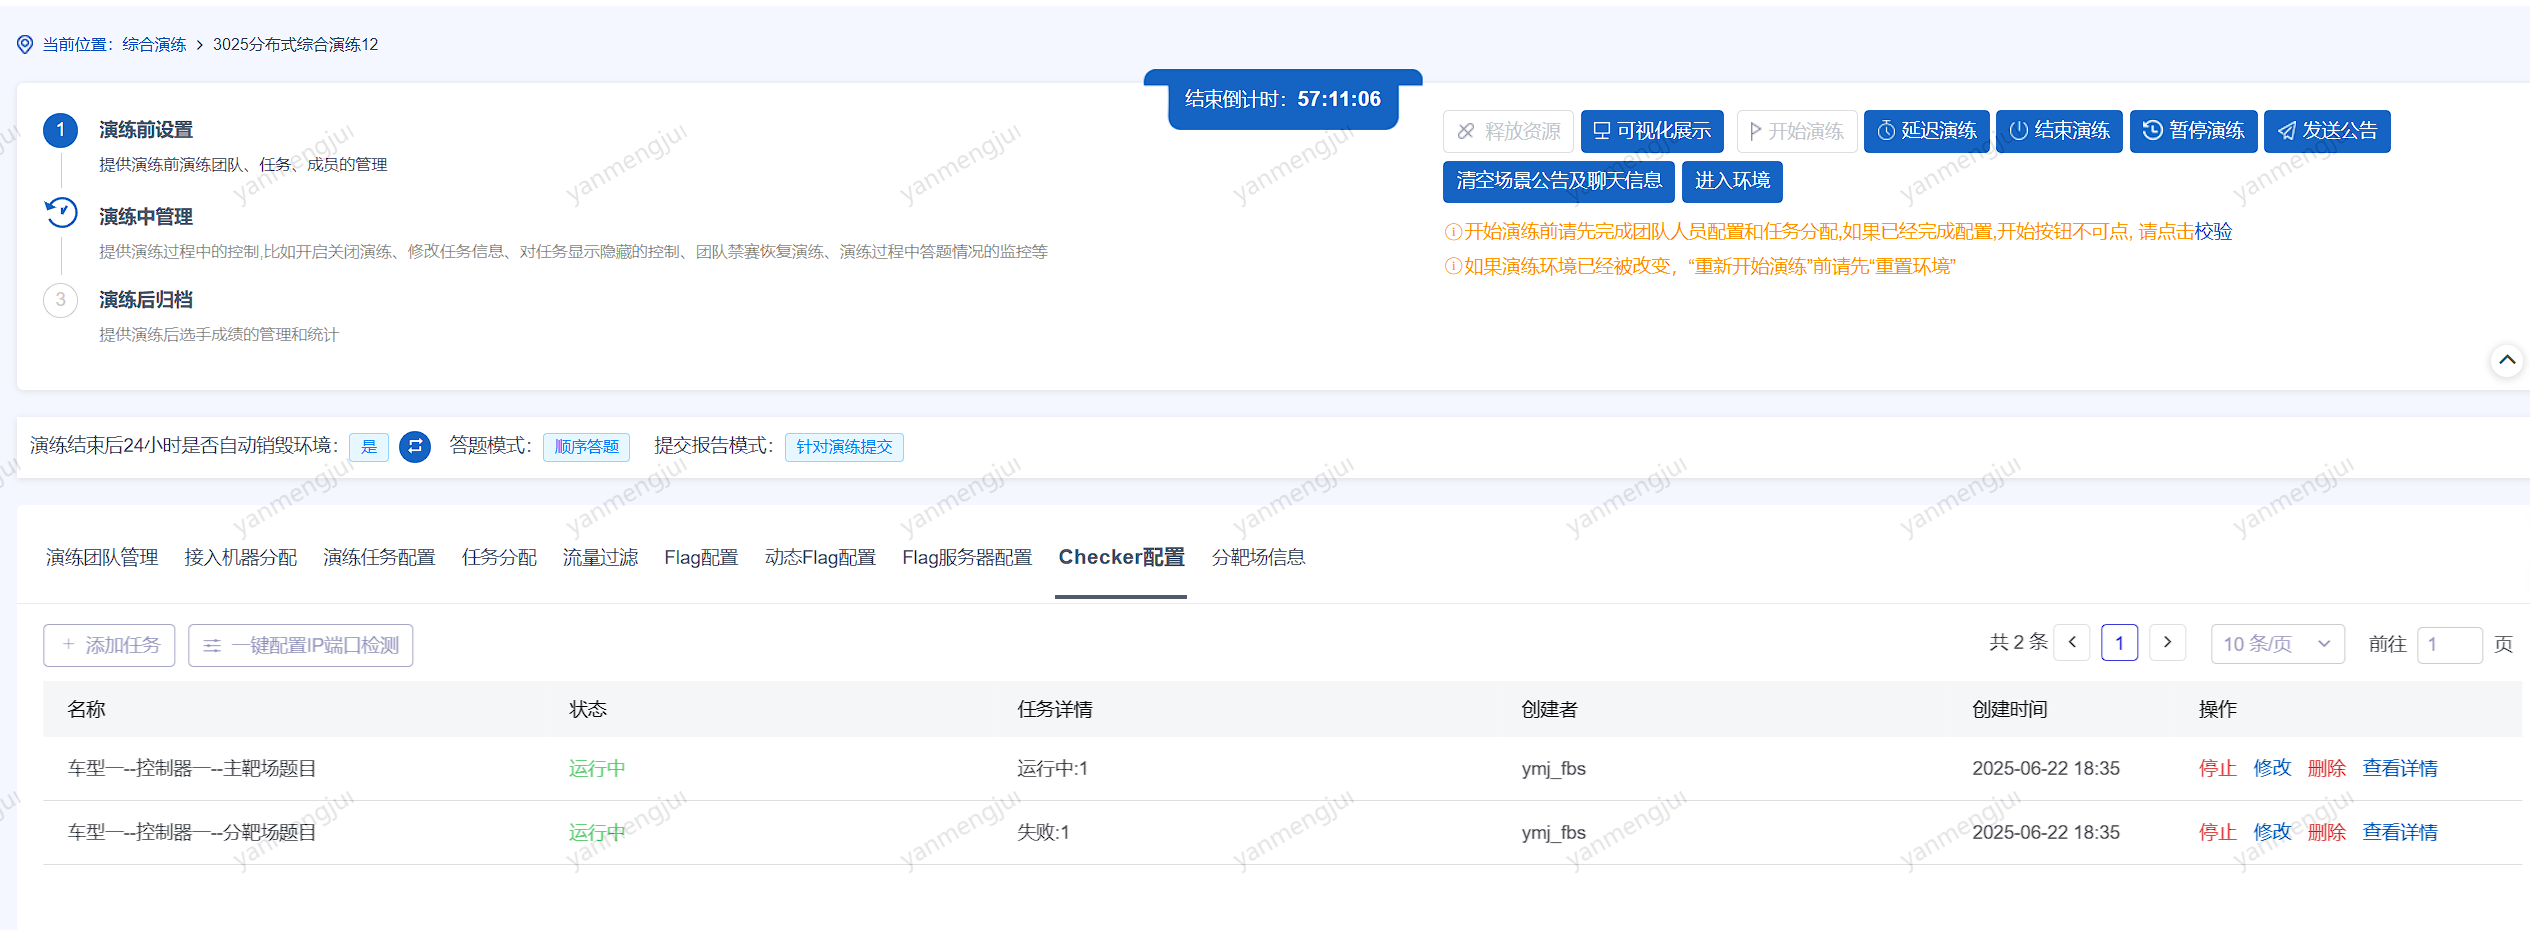 当前位置：综合演练 > 3025分布式综合演练12
结束倒计时：57:11:06
1 演练前设置
提供演练前演练团队、任务、成员的管理
演练中管理
提供演练过程中的控制,比如开启关闭演练、修改任务信息、对任务显示隐藏的控制、团队禁赛恢复演练、演练过程中答题情况的监控等
3 演练后归档
提供演练后选手成绩的管理和统计
释放资源 可视化展示 开始演练 延迟演练 结束演练 暂停演练 发送公告
清空场景公告及聊天信息 进入环境
开始演练前请先完成团队人员配置和任务分配,如果已经完成配置,开始按钮不可点, 请点击校验
如果演练环境已经被改变，“重新开始演练”前请先“重置环境”
演练结束后24小时是否自动销毁环境： 是 答题模式： 顺序答题 提交报告模式： 针对演练提交
演练团队管理 接入机器分配 演练任务配置 任务分配 流量过滤 Flag配置 动态Flag配置 Flag服务器配置 Checker配置 分靶场信息
+ 添加任务 一键配置IP端口检测 共 2 条 < 1 > 10 条/页 前往 1 页
名称 状态 任务详情 创建者 创建时间 操作
车型一--控制器一--主靶场题目 运行中 运行中:1 ymj_fbs 2025-06-22 18:35 停止 修改 删除 查看详情
车型一--控制器一--分靶场题目 运行中 失败:1 ymj_fbs 2025-06-22 18:35 停止 修改 删除 查看详情
yanmengjui